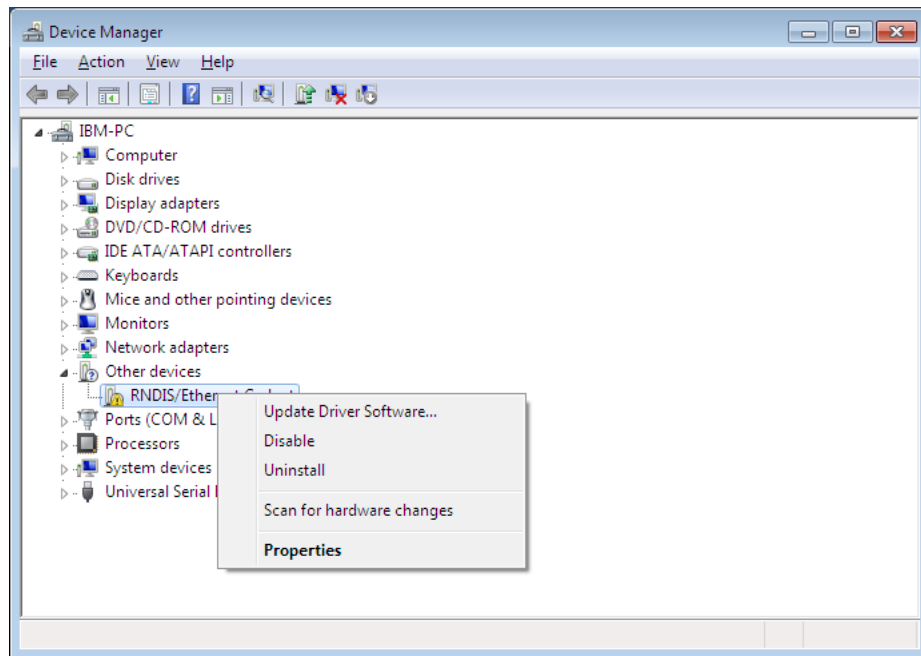 Device Manager
File Action View Help
IBM-PC
Computer
Disk drives
Display adapters
DVD/CD-ROM drives
IDE ATA/ATAPI controllers
Keyboards
Mice and other pointing devices
Monitors
Network adapters
Other devices
RNDIS/Ether
Ports (COM & L
Processors
System devices
Universal Serial
Update Driver Software...
Disable
Uninstall
Scan for hardware changes
Properties